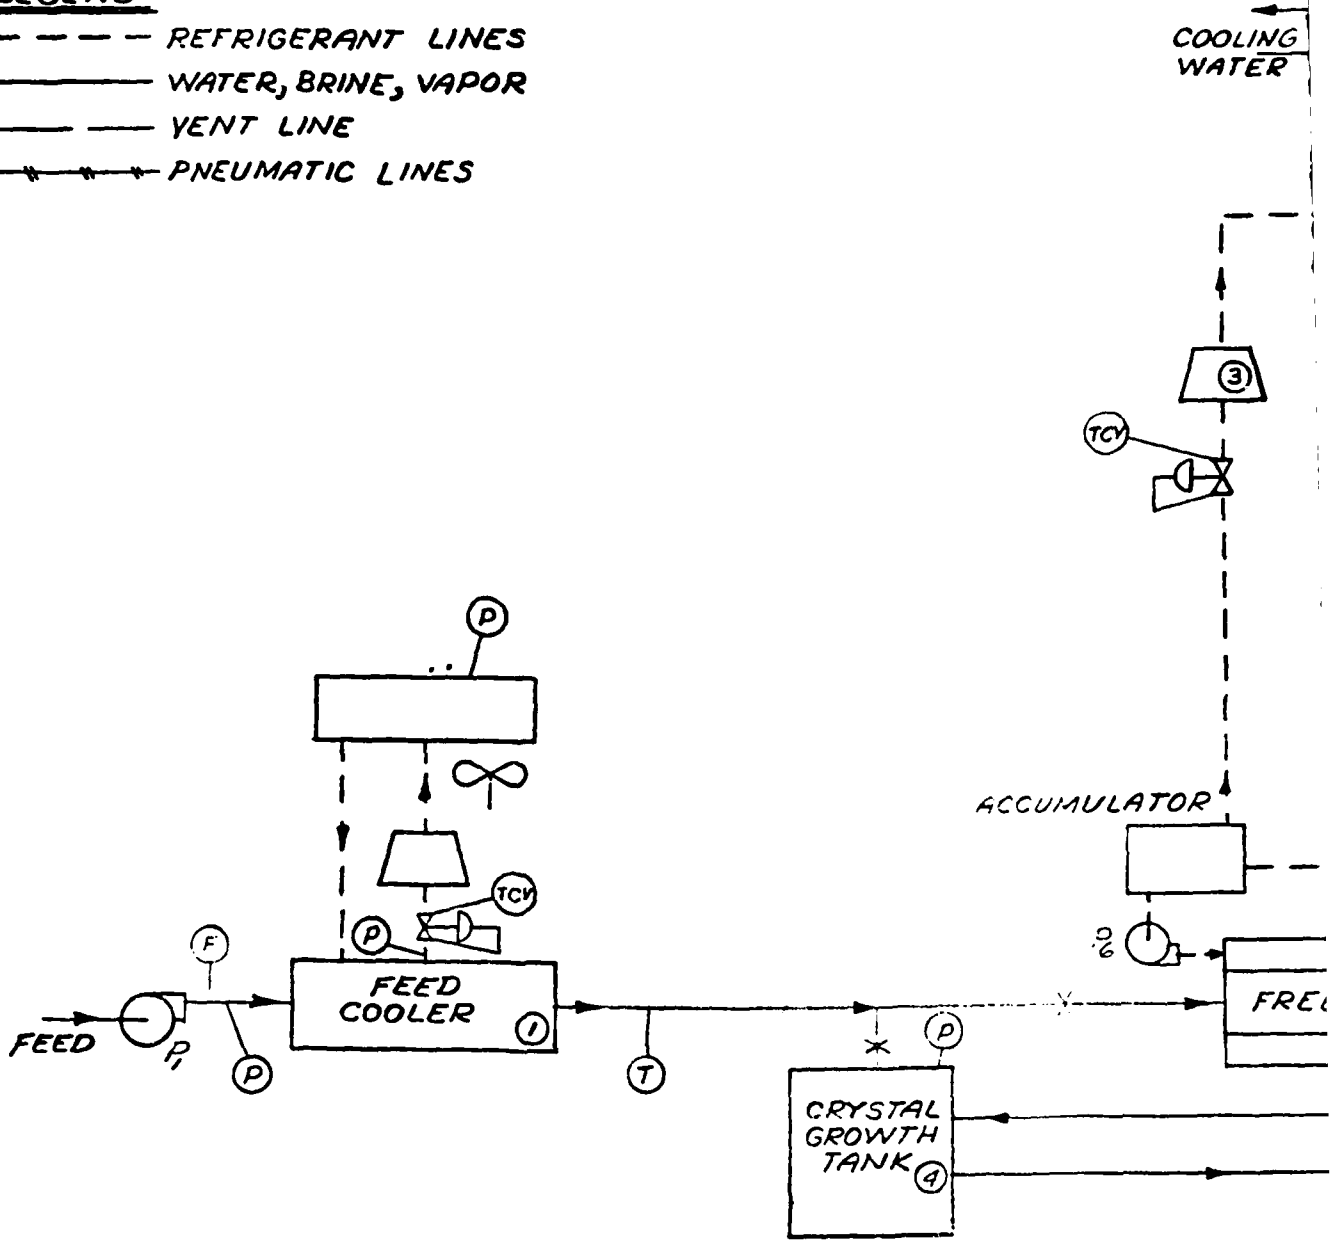 REFRIGERANT LINES
WATER, BRINE, VAPOR
VENT LINE
PNEUMATIC LINES
COOLING
WATER
3
TCV
P
ACCUMULATOR
TCV
P
F
FEED
COOLER
1
FEED
P1
P
T
P
CRYSTAL
GROWTH
TANK
4